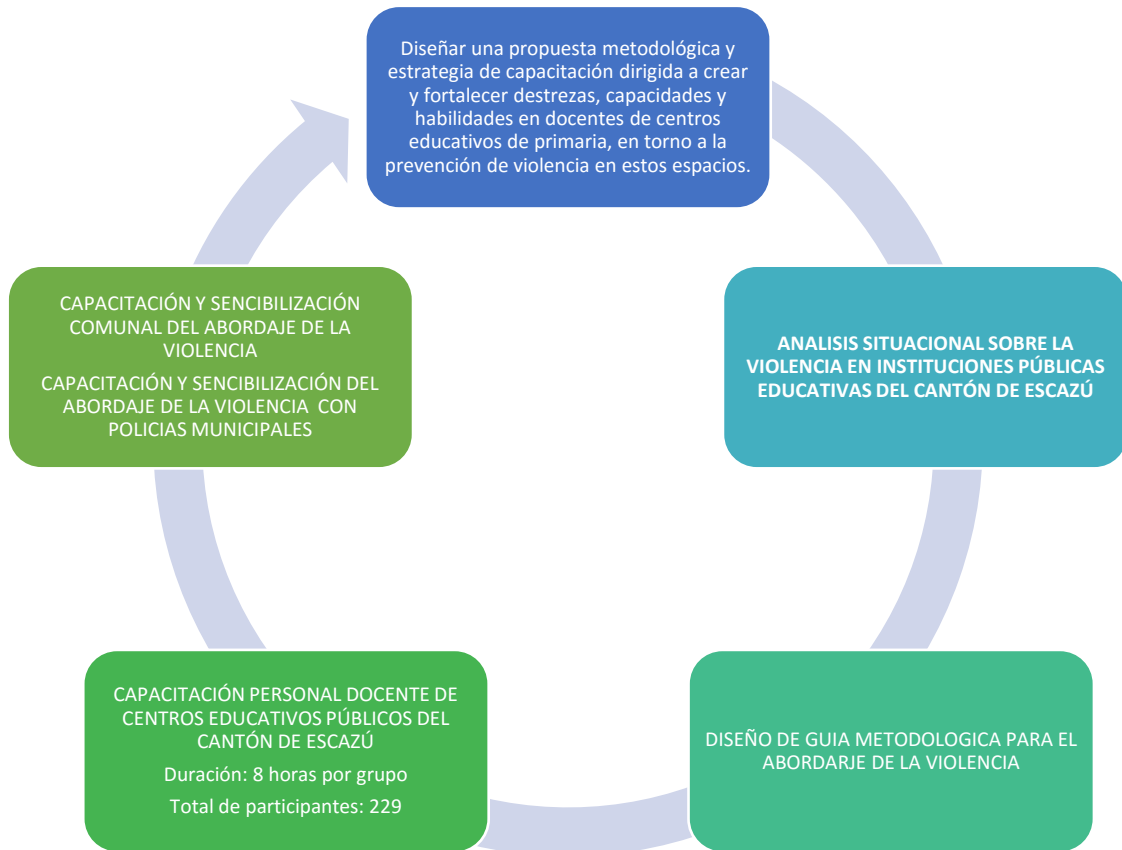 Diseñar una propuesta metodológica y
estrategia de capacitación dirigida a crear
y fortalecer destrezas, capacidades y
habilidades en docentes de centros
educativos de primaria, en torno a la
prevención de violencia en estos espacios.
ANALISIS SITUACIONAL SOBRE LA
VIOLENCIA EN INSTITUCIONES PÚBLICAS
EDUCATIVAS DEL CANTÓN DE ESCAZÚ
DISEÑO DE GUIA METODOLOGICA PARA EL
ABORDARJE DE LA VIOLENCIA
CAPACITACIÓN PERSONAL DOCENTE DE
CENTROS EDUCATIVOS PÚBLICOS DEL
CANTÓN DE ESCAZÚ
Duración: 8 horas por grupo
Total de participantes: 229
CAPACITACIÓN Y SENCIBILIZACIÓN
COMUNAL DEL ABORDAJE DE LA
VIOLENCIA
CAPACITACIÓN Y SENCIBILIZACIÓN DEL
ABORDAJE DE LA VIOLENCIA CON
POLICIAS MUNICIPALES